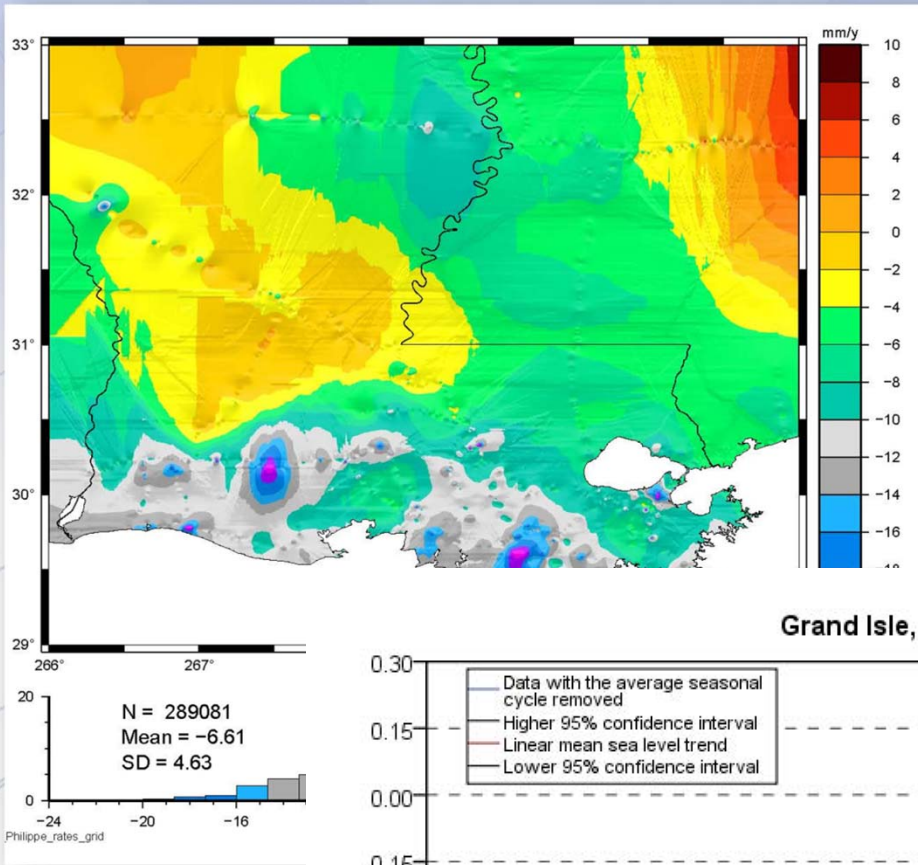 mm/y
33°
32°
31°
30°
29°
266°
267°
10
8
6
4
2
0
−2
−4
−6
−8
−10
−12
−14
−16
20
0
N = 289081
Mean = −6.61
SD = 4.63
−24
−20
−16
Philippe_rates_grid
Grand Isle,
0.30
0.15
0.00
0.15
Data with the average seasonal
cycle removed
Higher 95% confidence interval
Linear mean sea level trend
Lower 95% confidence interval